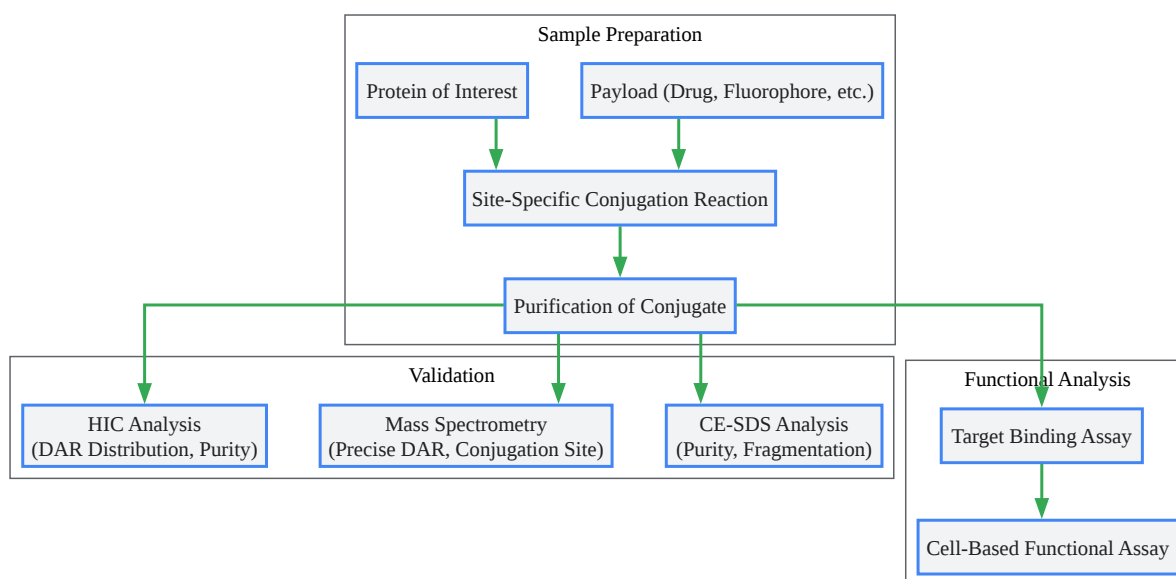 Sample Preparation
Protein of Interest
Payload (Drug, Fluorophore, etc.)
Site-Specific Conjugation Reaction
Purification of Conjugate
Validation
HIC Analysis
(DAR Distribution, Purity)
Mass Spectrometry
(Precise DAR, Conjugation Site)
CE-SDS Analysis
(Purity, Fragmentation)
Functional Analysis
Target Binding Assay
Cell-Based Functional Assay